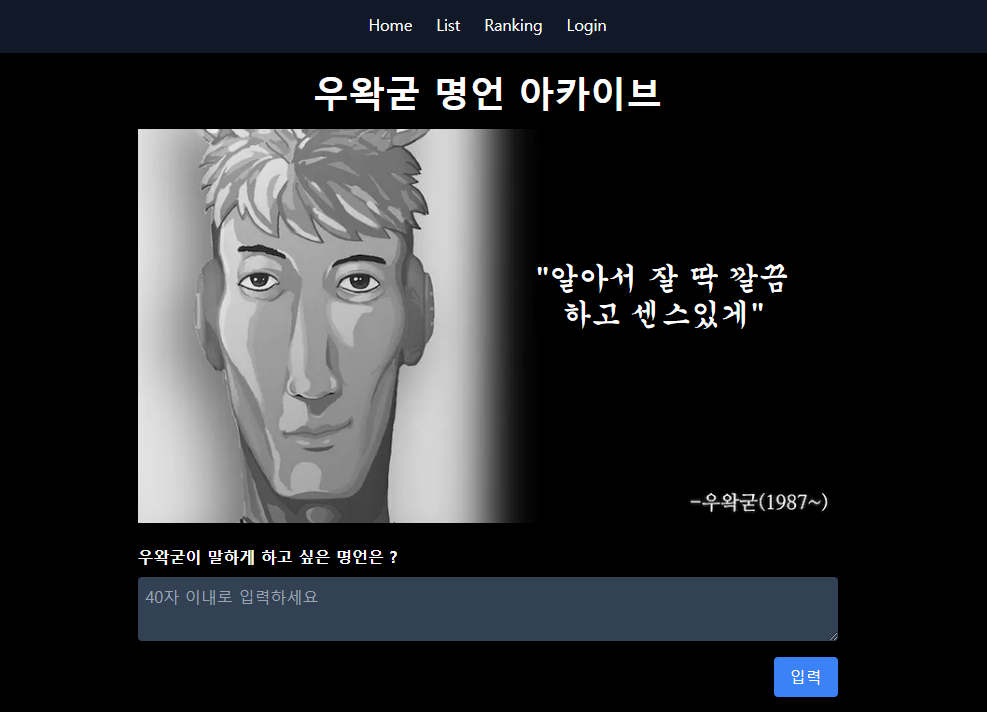 Home List Ranking Login
우왁굳 명언 아카이브
"알아서 잘 딱 깔끔
하고 센스있게"
-우왁굳(1987~)
우왁굳이 말하게 하고 싶은 명언은 ?
40자 이내로 입력하세요
입력